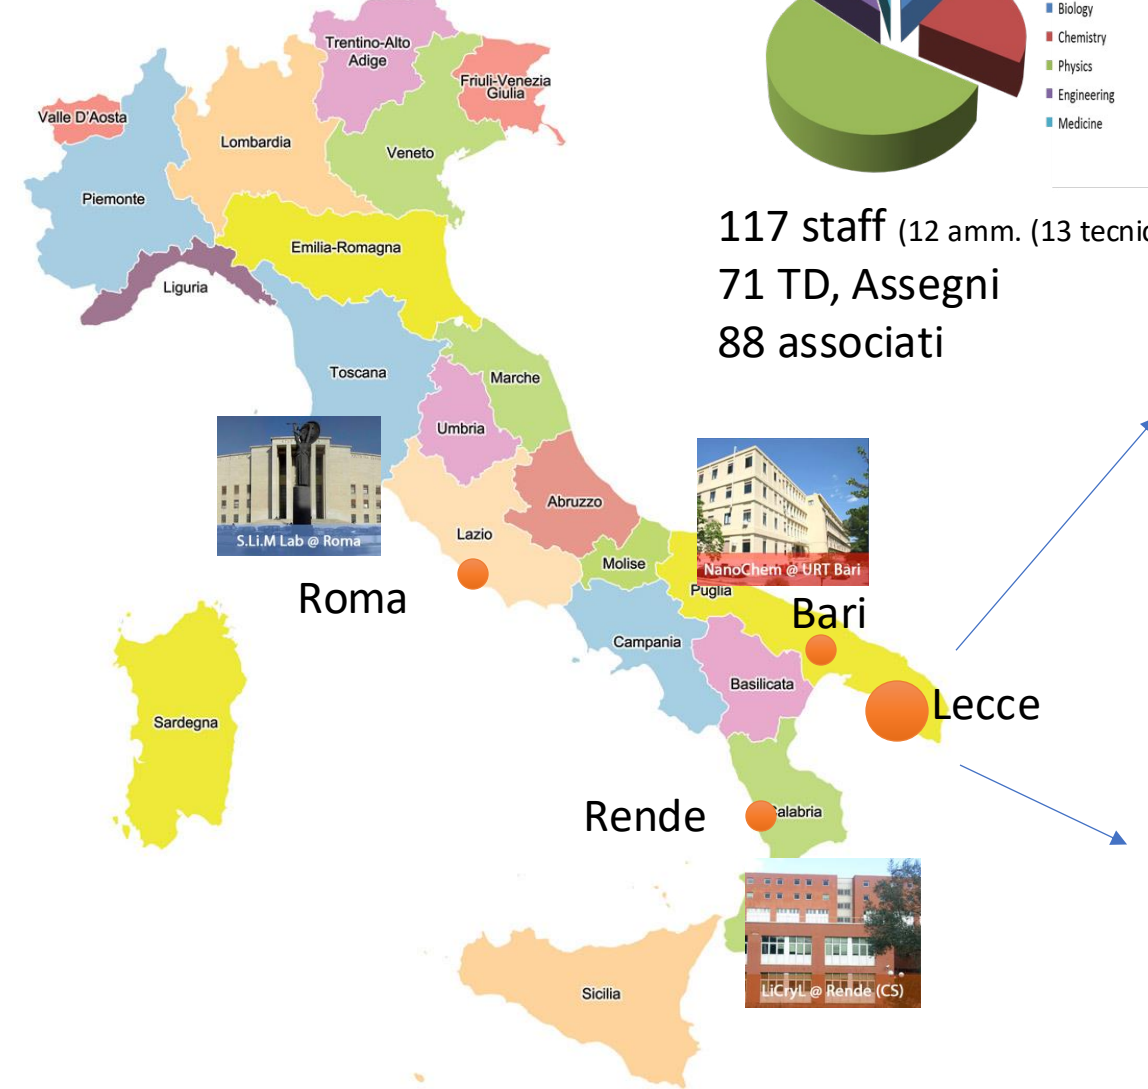 Biology
Chemistry
Physics
Engineering
Medicine
Trentino-Alto
Adige
Friuli-Venezia
Giulia
Valle D'Aosta
Lombardia
Veneto
Piemonte
Emilia-Romagna
Liguria
117 staff (12 amm. (13 tecnic
71 TD, Assegni
88 associati
Toscana
Marche
Umbria
Abruzzo
Lazio
S.Li.M Lab @ Roma
Molise
NanoChem @ URT Bari
Puglia
Roma
Bari
Campania
Basilicata
Lecce
Sardegna
Rende
alabria
LiCryL @ Rende (CS)
Sicilia